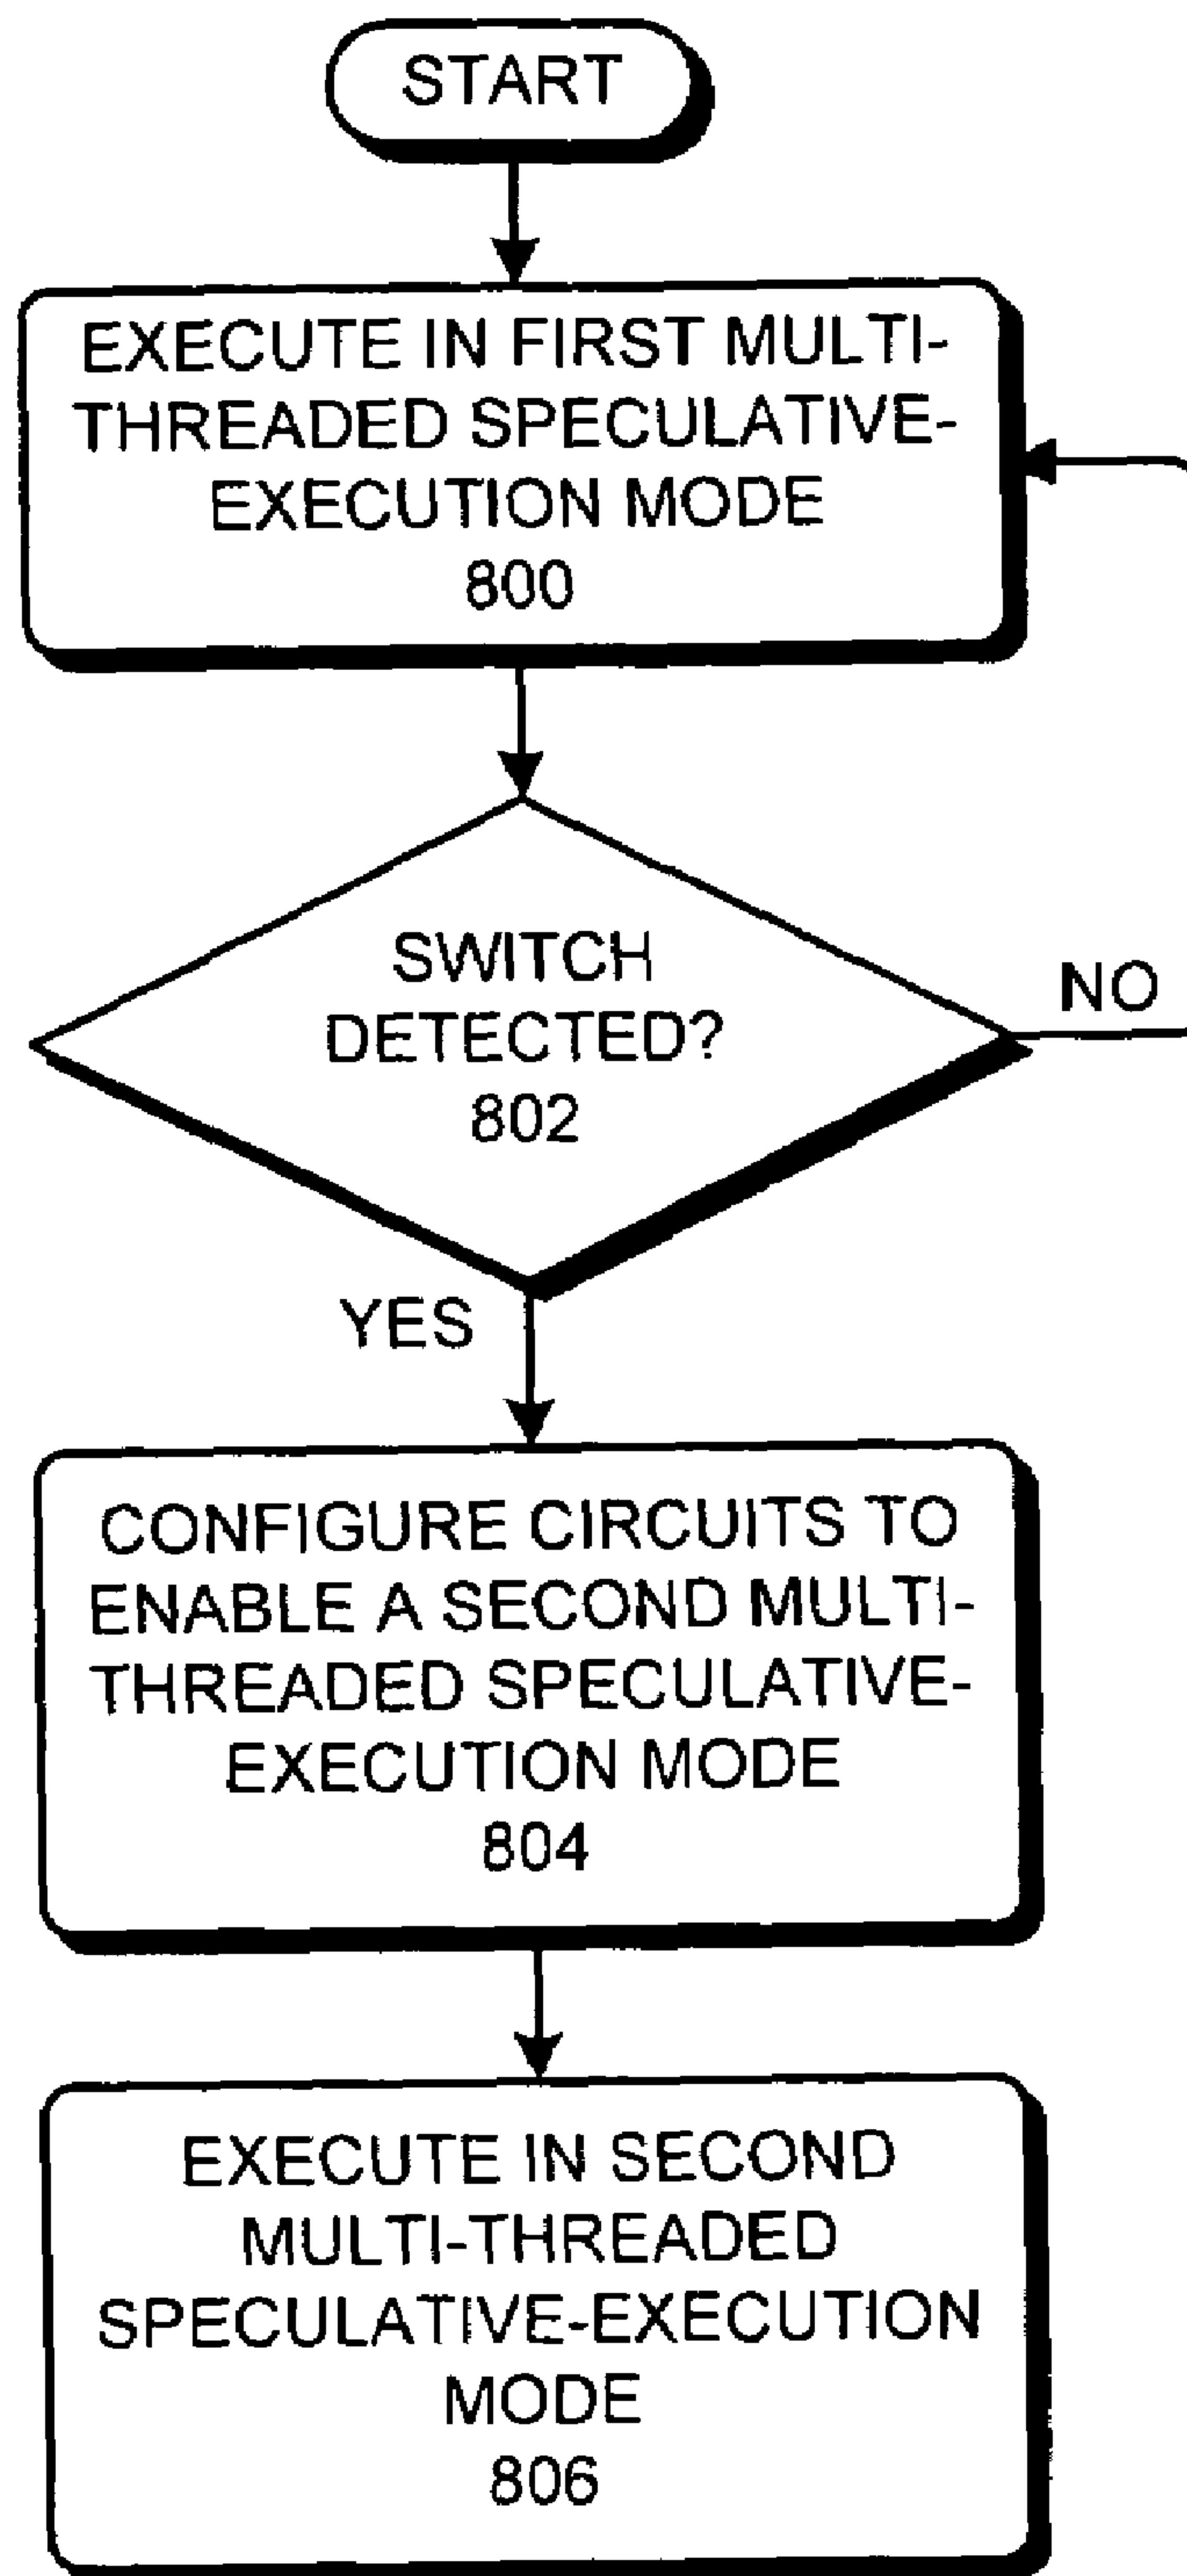 START
EXECUTE IN FIRST MULTI-
THREADED SPECULATIVE-
EXECUTION MODE
800
SWITCH
DETECTED?
802
NO
YES
CONFIGURE CIRCUITS TO
ENABLE A SECOND MULTI-
THREADED SPECULATIVE-
EXECUTION MODE
804
EXECUTE IN SECOND
MULTI-THREADED
SPECULATIVE-EXECUTION
MODE
806